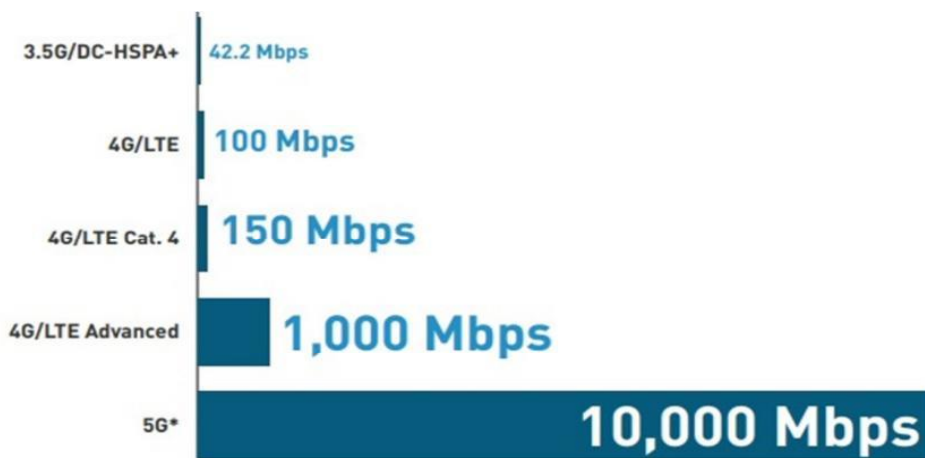 3.5G/DC-HSPA+ 42.2 Mbps
4G/LTE 100 Mbps
4G/LTE Cat. 4 150 Mbps
4G/LTE Advanced 1,000 Mbps
5G* 10,000 Mbps